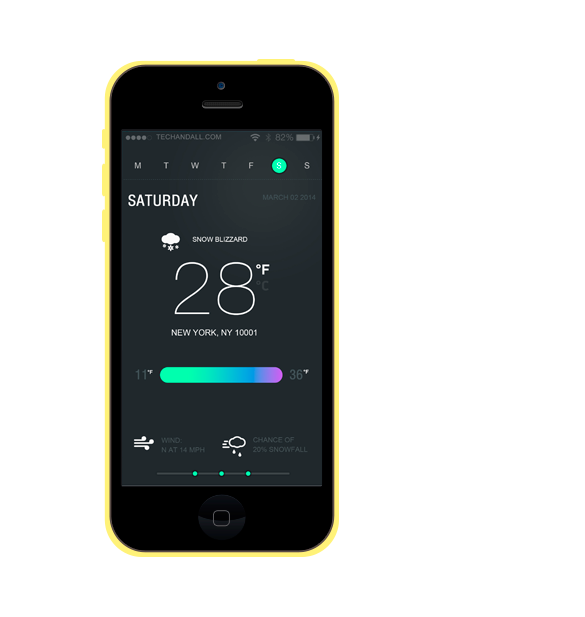 TECHANDALL.COM 82%
M T W T F S S
SATURDAY MARCH 02 2014
SNOW BLIZZARD
28 °F
°C
NEW YORK, NY 10001
11°F 36°F
WIND: CHANCE OF
N AT 14 MPH 20% SNOWFALL